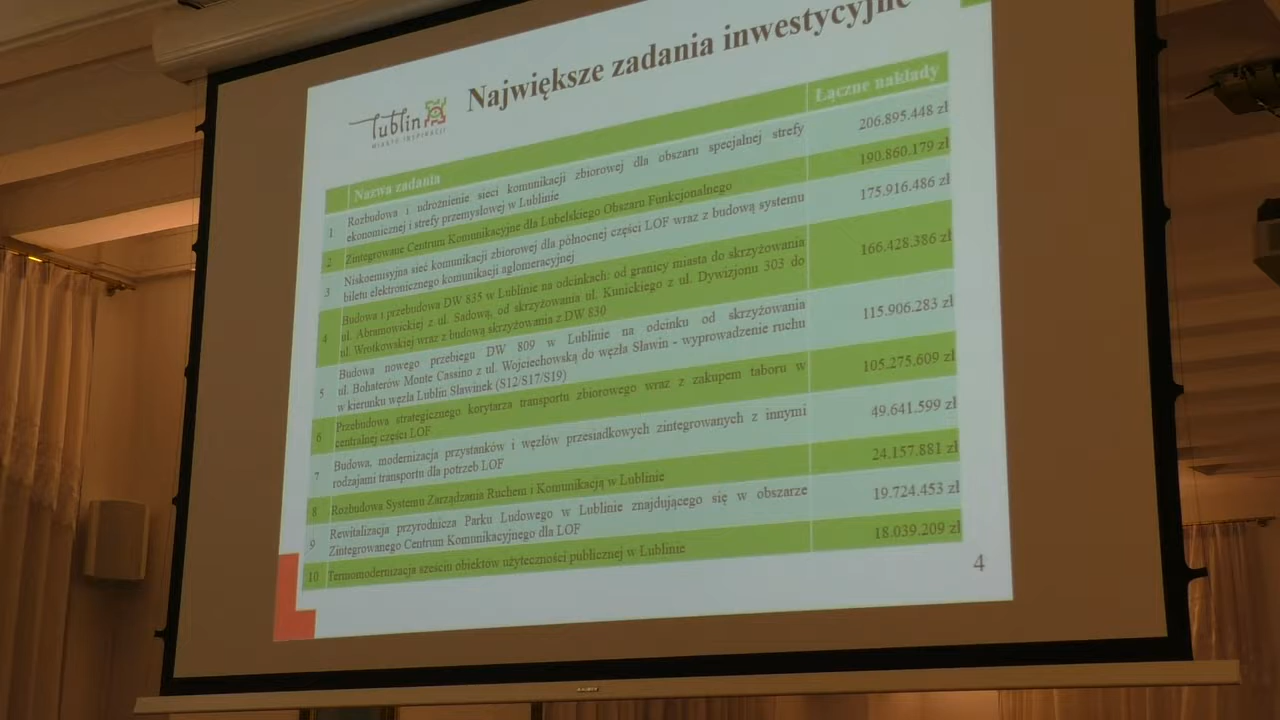 Największe zadania inwestycyjne
lublin
MIASTO INSPIRACJI
Nazwa zadania
Łączne nakłady
1 Rozbudowa i udrożnienie sieci komunikacji zbiorowej dla obszaru specjalnej strefy
ekonomicznej i strefy przemysłowej w Lublinie
206.895.448 zł
2 Zintegrowane Centrum Komunikacyjne dla Lubelskiego Obszaru Funkcjonalnego
190.860.179 zł
3 Niskoemisyjna sieć komunikacji zbiorowej dla północnej części LOF wraz z budową systemu
biletu elektronicznego komunikacji aglomeracyjnej
175.916.486 zł
4 Budowa i przebudowa DW 835 w Lublinie na odcinkach: od granicy miasta do skrzyżowania
ul. Abramowickiej z ul. Sadową, od skrzyżowania ul. Kunickiego z ul. Dywizjonu 303 do
ul. Wrotkowskiej wraz z budową skrzyżowania z DW 830
166.428.386 zł
5 Budowa nowego przebiegu DW 809 w Lublinie na odcinku od skrzyżowania
ul. Bohaterów Monte Cassino z ul. Wojciechowską do węzła Sławin - wyprowadzenie ruchu
w kierunku węzła Lublin Sławinek (S12/S17/S19)
115.906.283 zł
6 Przebudowa strategicznego korytarza transportu zbiorowego wraz z zakupem taboru w
centralnej części LOF
105.275.609 zł
7 Budowa, modernizacja przystanków i węzłów przesiadkowych zintegrowanych z innymi
rodzajami transportu dla potrzeb LOF
49.641.599 zł
8 Rozbudowa Systemu Zarządzania Ruchem i Komunikacją w Lublinie
24.157.881 zł
9 Rewitalizacja przyrodnicza Parku Ludowego w Lublinie znajdującego się w obszarze
Zintegrowanego Centrum Komunikacyjnego dla LOF
19.724.453 zł
10 Termomodernizacja sześciu obiektów użyteczności publicznej w Lublinie
18.039.209 zł
4